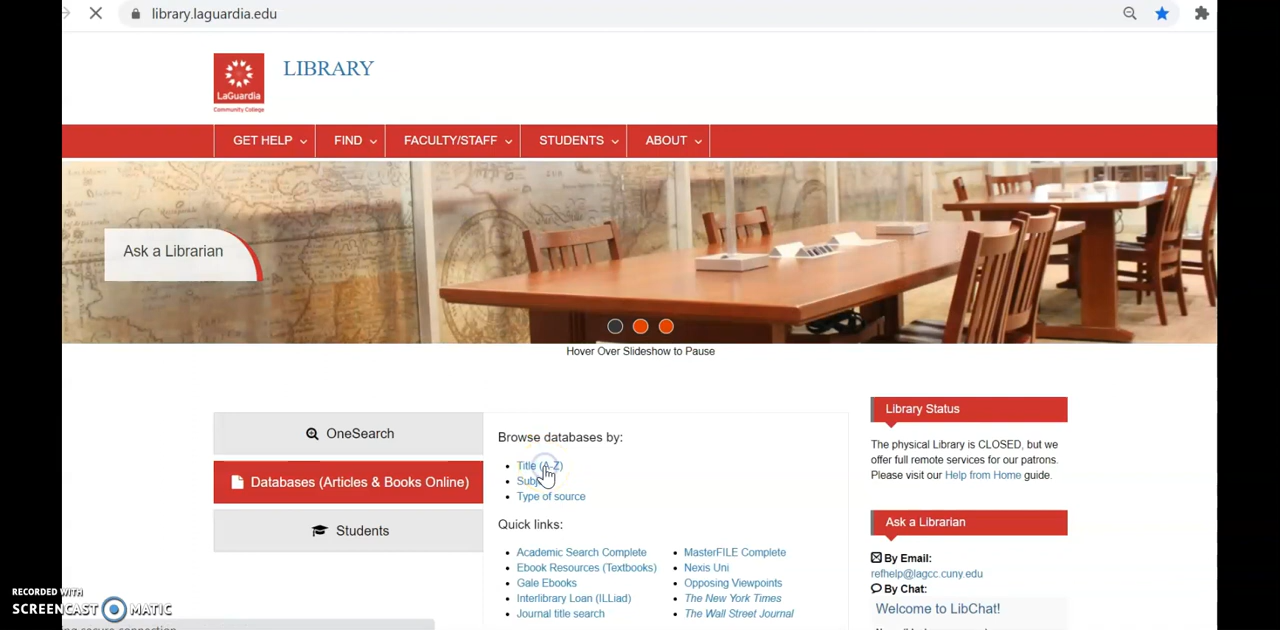 library.laguardia.edu
LaGuardia
Community College
LIBRARY
GET HELP
FIND
FACULTY/STAFF
STUDENTS
ABOUT
Ask a Librarian
Hover Over Slideshow to Pause
OneSearch
Databases (Articles & Books Online)
Students
Browse databases by:
Title (A-Z)
Type of source
Quick links:
Academic Search Complete
Ebook Resources (Textbooks)
Gale Ebooks
Interlibrary Loan (ILLiad)
Journal title search
MasterFILE Complete
Nexis Uni
Opposing Viewpoints
The New York Times
The Wall Street Journal
Library Status
The physical Library is CLOSED, but we
offer full remote services for our patrons.
Please visit our Help from Home guide.
Ask a Librarian
By Email:
refhelp@lagcc.cuny.edu
By Chat:
Welcome to LibChat!
RECORDED WITH
SCREENCAST MATIC